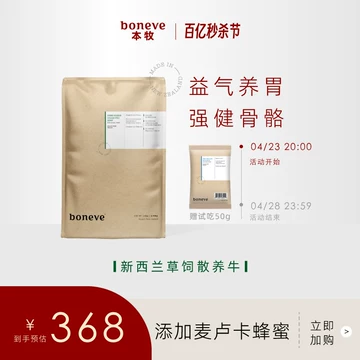 boneve
本牧
百亿秒杀节
MADE IN
益气养胃
强健骨骼
04/23 20:00
活动开始
boneve
赠试吃50g
04/28 23:59
活动结束
新西兰草饲散养牛
¥ 368
到手预估
添加麦卢卡蜂蜜
立即
加购